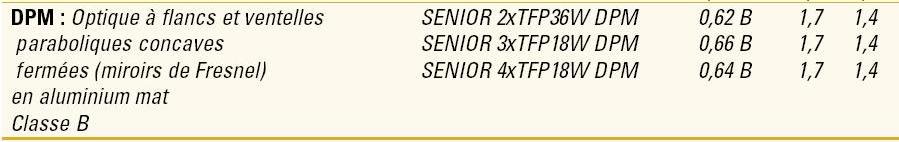 DPM : Optique à flancs et ventelles SENIOR 2xTFP36W DPM 0,62 B 1,7 1,4
paraboliques concaves SENIOR 3xTFP18W DPM 0,66 B 1,7 1,4
fermées (miroirs de Fresnel) SENIOR 4xTFP18W DPM 0,64 B 1,7 1,4
en aluminium mat
Classe B